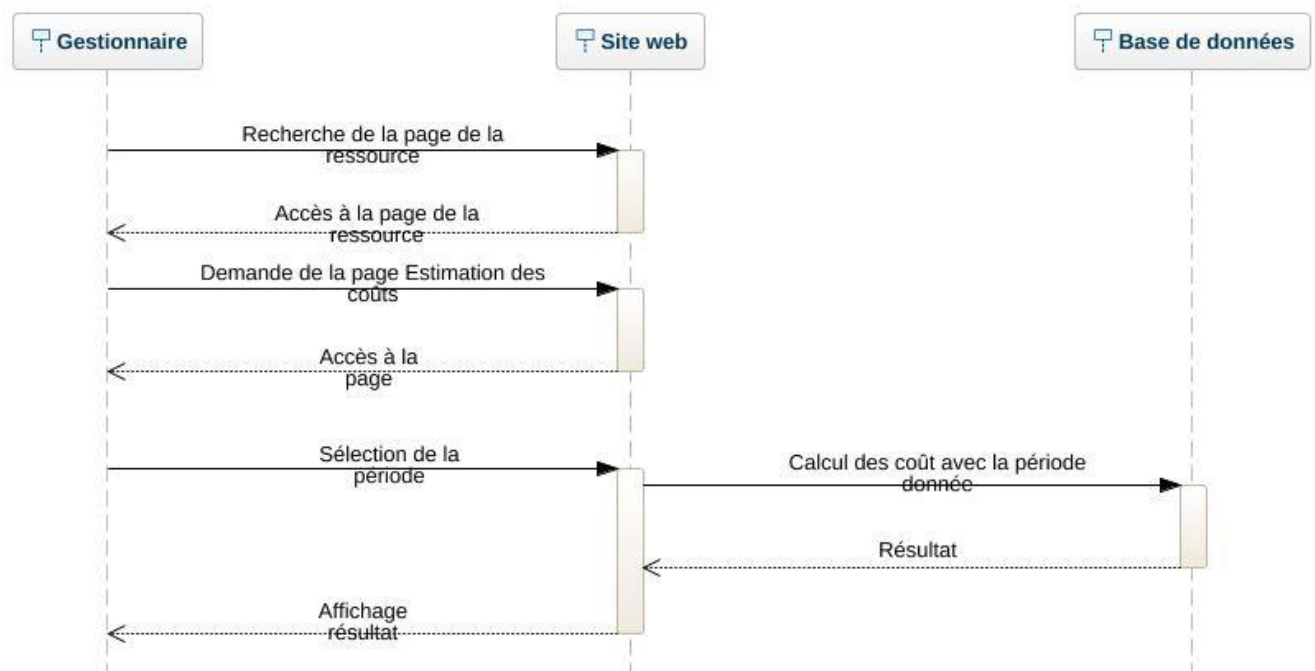 Gestionnaire
Site web
Base de données
Recherche de la page de la
ressource
Accès à la page de la
ressource
Demande de la page Estimation des
coûts
Accès à la
page
Sélection de la
période
Calcul des coût avec la période
donnée
Résultat
Affichage
résultat